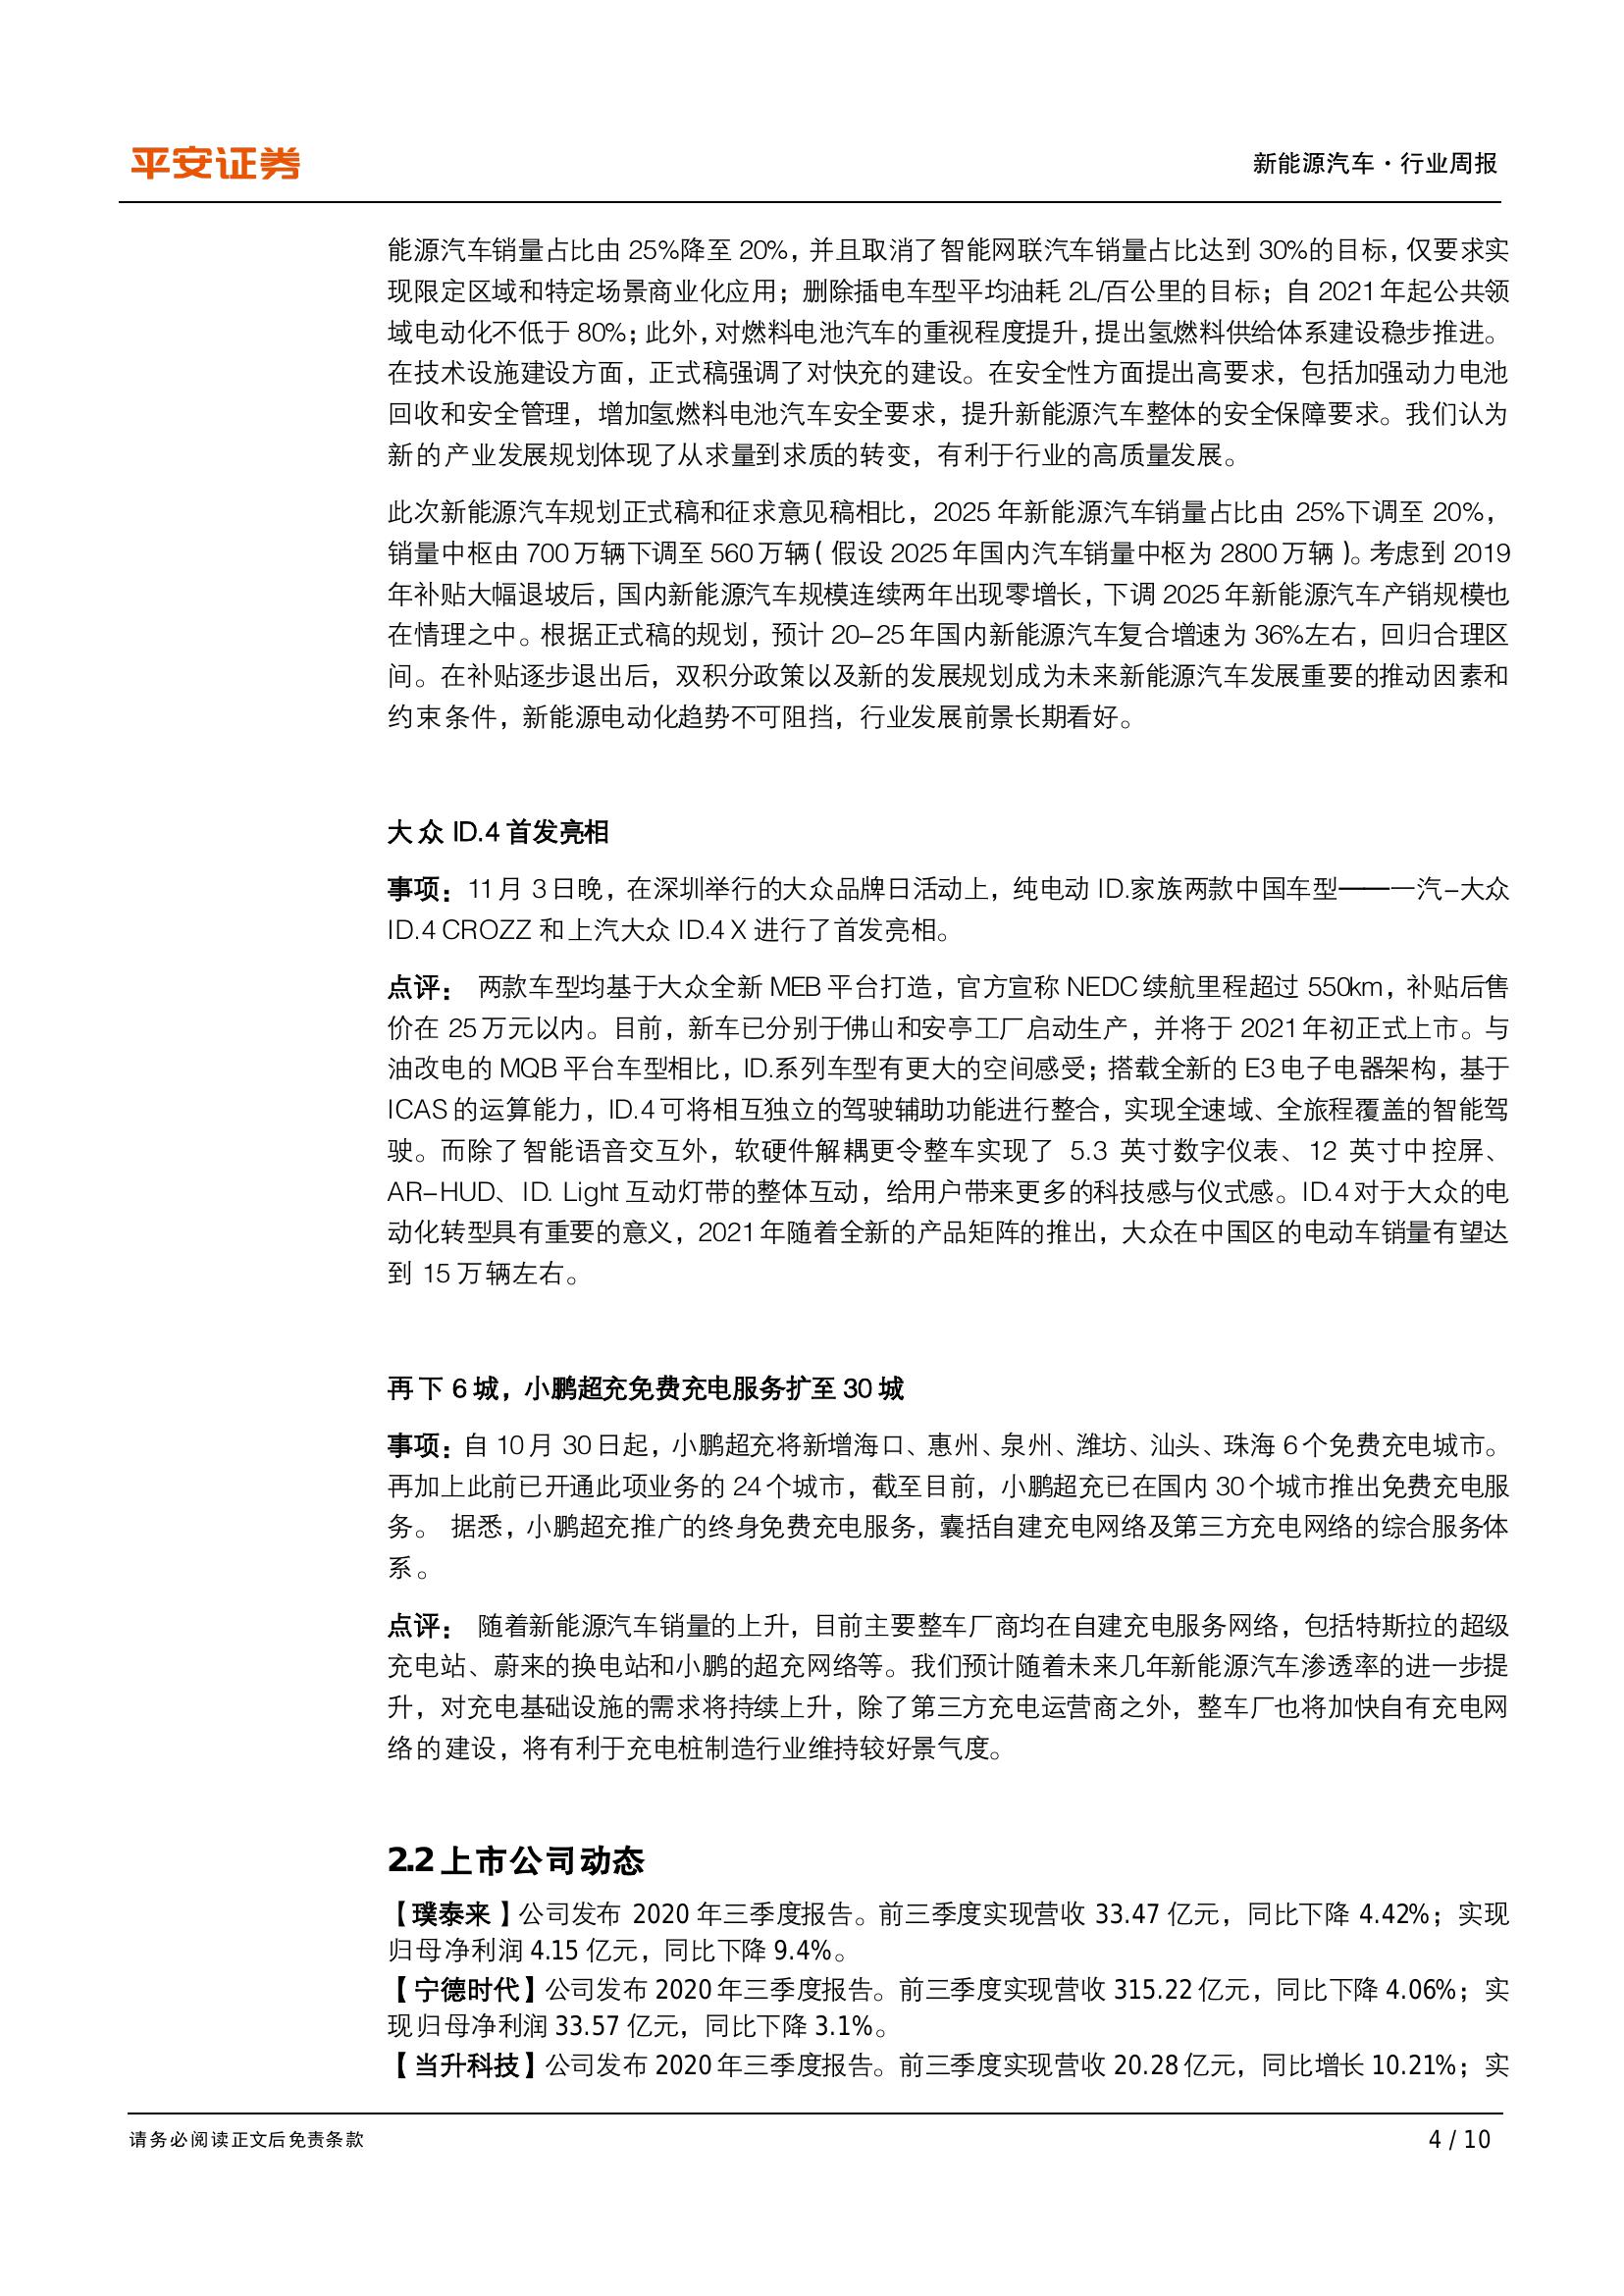 平安证券
新能源汽车·行业周报
能源汽车销量占比由 25%降至 20%，并且取消了智能网联汽车销量占比达到 30%的目标，仅要求实
现限定区域和特定场景商业化应用；删除插电车型平均油耗 2L/百公里的目标；自 2021 年起公共领
域电动化不低于 80%；此外，对燃料电池汽车的重视程度提升，提出氢燃料供给体系建设稳步推进。
在技术设施建设方面，正式稿强调了对快充的建设。在安全性方面提出高要求，包括加强动力电池
回收和安全管理，增加氢燃料电池汽车安全要求，提升新能源汽车整体的安全保障要求。我们认为
新的产业发展规划体现了从求量到求质的转变，有利于行业的高质量发展。
此次新能源汽车规划正式稿和征求意见稿相比，2025 年新能源汽车销量占比由 25%下调至 20%，
销量中枢由 700 万辆下调至 560 万辆（假设 2025 年国内汽车销量中枢为 2800 万辆）。考虑到 2019
年补贴大幅退坡后，国内新能源汽车规模连续两年出现零增长，下调 2025 年新能源汽车产销规模也
在情理之中。根据正式稿的规划，预计 20-25 年国内新能源汽车复合增速为 36%左右，回归合理区
间。在补贴逐步退出后，双积分政策以及新的发展规划成为未来新能源汽车发展重要的推动因素和
约束条件，新能源电动化趋势不可阻挡，行业发展前景长期看好。
大众 ID.4 首发亮相
事项：11 月 3 日晚，在深圳举行的大众品牌日活动上，纯电动 ID.家族两款中国车型——一汽-大众
ID.4 CROZZ 和上汽大众 ID.4 X 进行了首发亮相。
点评： 两款车型均基于大众全新 MEB 平台打造，官方宣称 NEDC 续航里程超过 550km，补贴后售
价在 25 万元以内。目前，新车已分别于佛山和安亭工厂启动生产，并将于 2021 年初正式上市。与
油改电的 MQB 平台车型相比，ID.系列车型有更大的空间感受；搭载全新的 E3 电子电器架构，基于
ICAS 的运算能力，ID.4 可将相互独立的驾驶辅助功能进行整合，实现全速域、全旅程覆盖的智能驾
驶。而除了智能语音交互外，软硬件解耦更令整车实现了 5.3 英寸数字仪表、12 英寸中控屏、
AR-HUD、ID. Light 互动灯带的整体互动，给用户带来更多的科技感与仪式感。ID.4 对于大众的电
动化转型具有重要的意义，2021 年随着全新的产品矩阵的推出，大众在中国区的电动车销量有望达
到 15 万辆左右。
再下 6 城，小鹏超充免费充电服务扩至 30 城
事项：自 10 月 30 日起，小鹏超充将新增海口、惠州、泉州、潍坊、汕头、珠海 6 个免费充电城市。
再加上此前已开通此项业务的 24 个城市，截至目前，小鹏超充已在国内 30 个城市推出免费充电服
务。 据悉，小鹏超充推广的终身免费充电服务，囊括自建充电网络及第三方充电网络的综合服务体
系。
点评： 随着新能源汽车销量的上升，目前主要整车厂商均在自建充电服务网络，包括特斯拉的超级
充电站、蔚来的换电站和小鹏的超充网络等。我们预计随着未来几年新能源汽车渗透率的进一步提
升，对充电基础设施的需求将持续上升，除了第三方充电运营商之外，整车厂也将加快自有充电网
络的建设，将有利于充电桩制造行业维持较好景气度。
2.2 上市公司动态
【璞泰来】公司发布 2020 年三季度报告。前三季度实现营收 33.47 亿元，同比下降 4.42%；实现
归母净利润 4.15 亿元，同比下降 9.4%。
【宁德时代】公司发布 2020 年三季度报告。前三季度实现营收 315.22 亿元，同比下降 4.06%；实
现归母净利润 33.57 亿元，同比下降 3.1%。
【当升科技】公司发布 2020 年三季度报告。前三季度实现营收 20.28 亿元，同比增长 10.21%；实
请务必阅读正文后免责条款
4 / 10